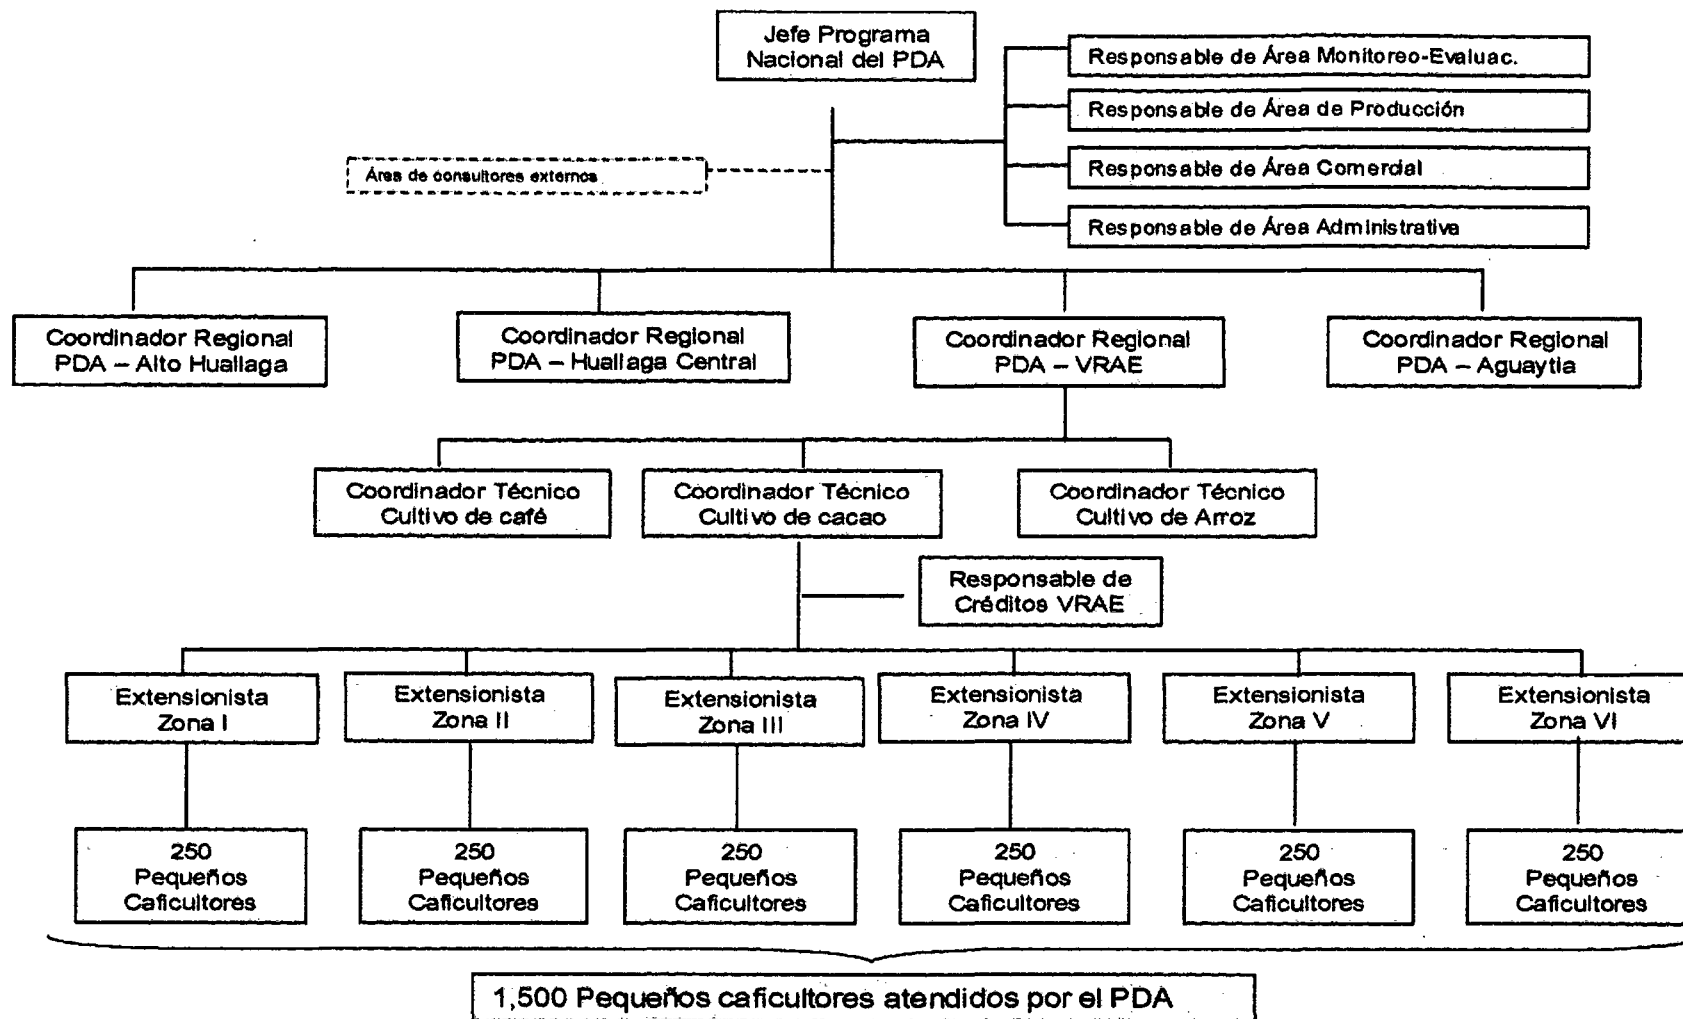 Jefe Programa
Nacional del PDA
Responsable de Área Monitoreo-Evaluac.
Responsable de Área de Producción
Responsable de Área Comercial
Responsable de Área Administrativa
Área de consultores externos
Coordinador Regional
PDA – Alto Huallaga
Coordinador Regional
PDA – Huallaga Central
Coordinador Regional
PDA – VRAE
Coordinador Regional
PDA – Aguaytia
Coordinador Técnico
Cultivo de café
Coordinador Técnico
Cultivo de cacao
Coordinador Técnico
Cultivo de Arroz
Responsable de
Créditos VRAE
Extensionista
Zona I
Extensionista
Zona II
Extensionista
Zona III
Extensionista
Zona IV
Extensionista
Zona V
Extensionista
Zona VI
250
Pequeños
Caficultores
250
Pequeños
Caficultores
250
Pequeños
Caficultores
250
Pequeños
Caficultores
250
Pequeños
Caficultores
250
Pequeños
Caficultores
1,500 Pequeños caficultores atendidos por el PDA